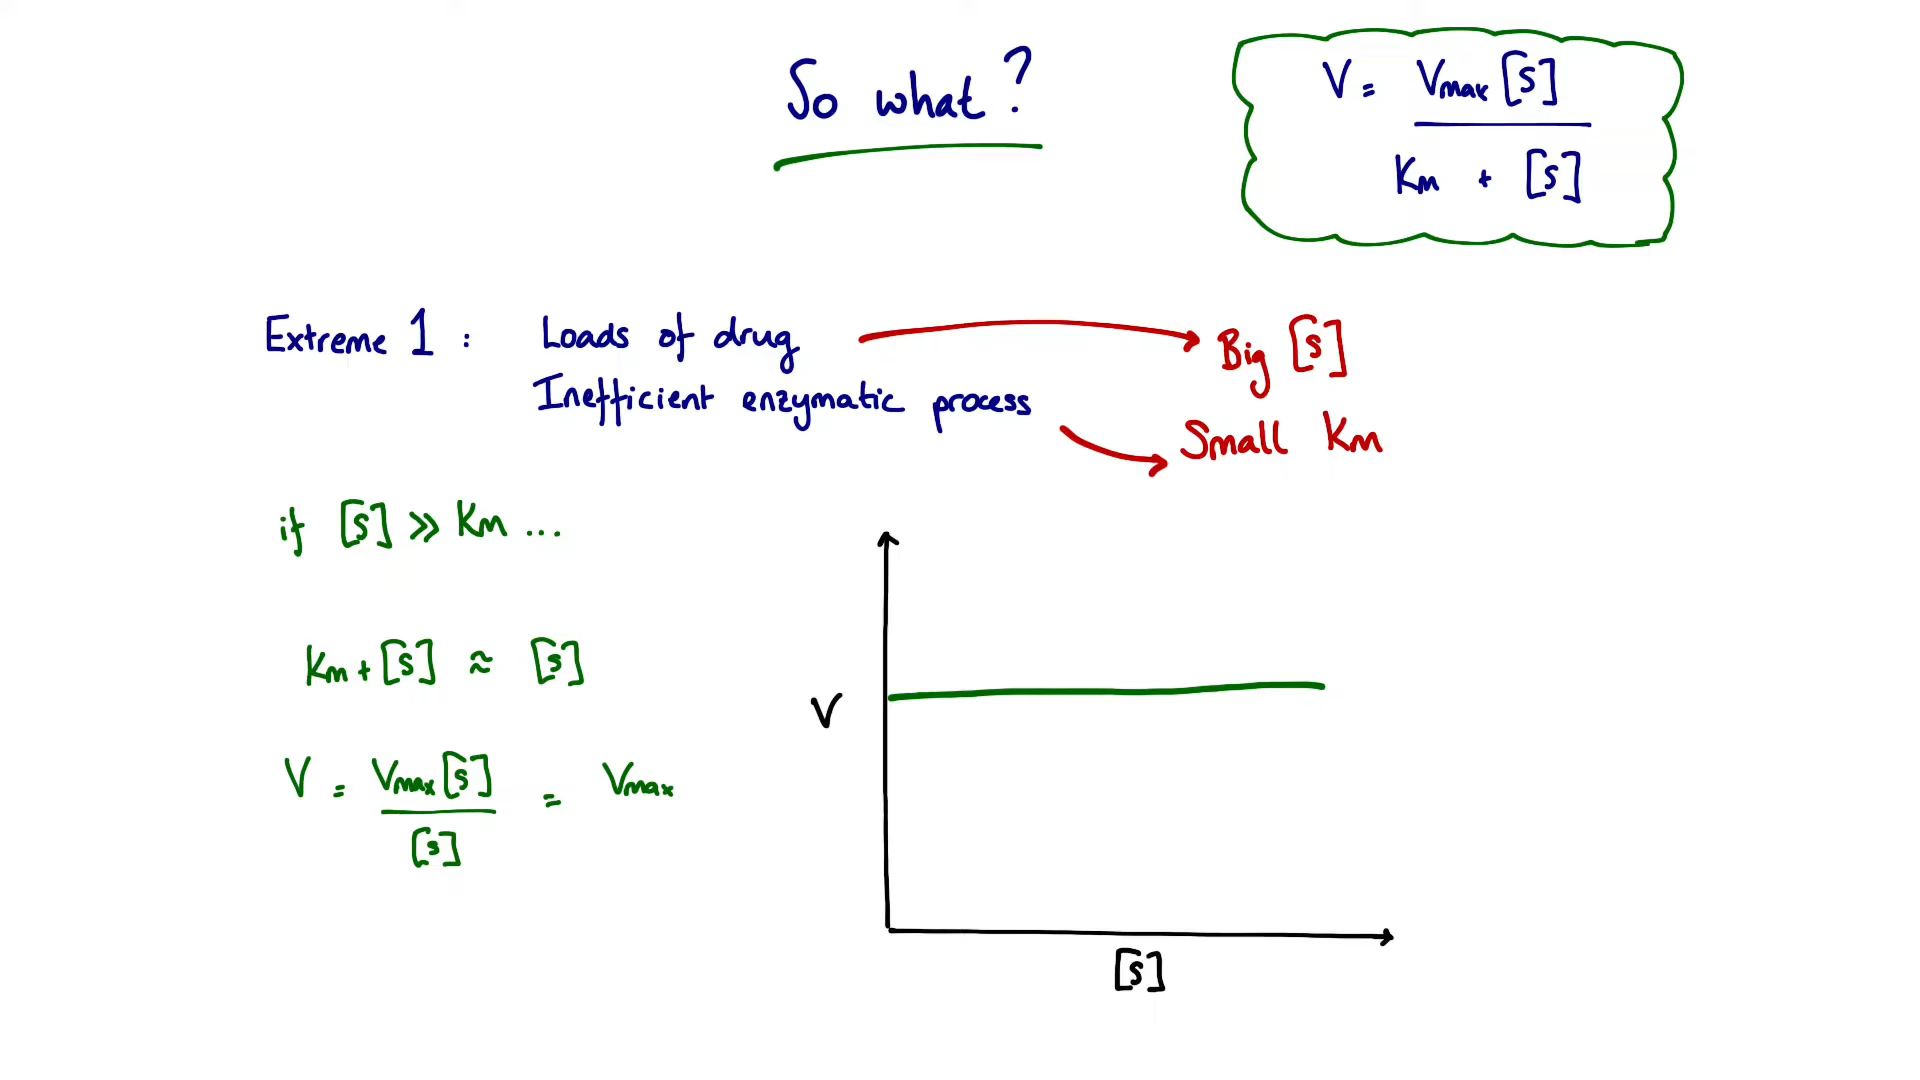 So what?
V = Vmax [S]
Km + [S]
Extreme 1 : Loads of drug
Big [S]
Inefficient enzymatic process
Small Km
if [S] >> Km ...
Km + [S] ≈ [S]
V
V = Vmax [S] = Vmax
[S]
[S]